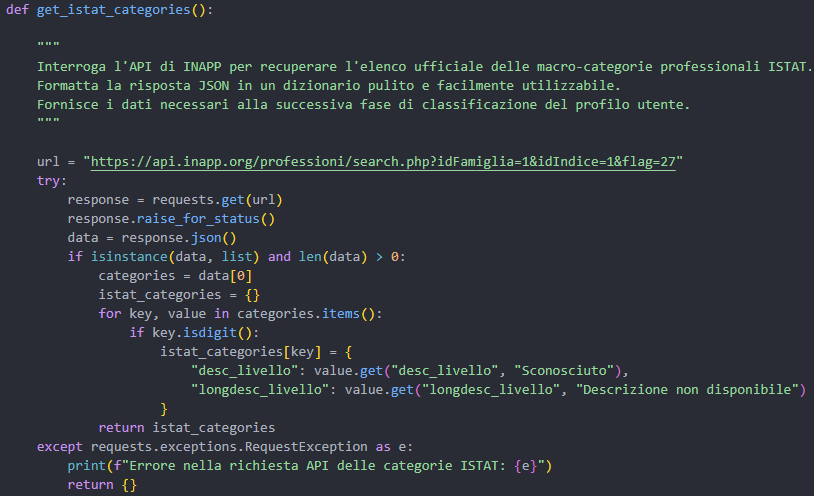 def get_istat_categories():
    """
    Interroga l'API di INAPP per recuperare l'elenco ufficiale delle macro-categorie professionali ISTAT.
    Formatta la risposta JSON in un dizionario pulito e facilmente utilizzabile.
    Fornisce i dati necessari alla successiva fase di classificazione del profilo utente.
    """
    url = "https://api.inapp.org/professioni/search.php?idFamiglia=1&idIndice=1&flag=27"
    try:
        response = requests.get(url)
        response.raise_for_status()
        data = response.json()
        if isinstance(data, list) and len(data) > 0:
            categories = data[0]
            istat_categories = {}
            for key, value in categories.items():
                if key.isdigit():
                    istat_categories[key] = {
                        "desc_livello": value.get("desc_livello", "Sconosciuto"),
                        "longdesc_livello": value.get("longdesc_livello", "Descrizione non disponibile")
                    }
            return istat_categories
    except requests.exceptions.RequestException as e:
        print(f"Errore nella richiesta API delle categorie ISTAT: {e}")
        return {}